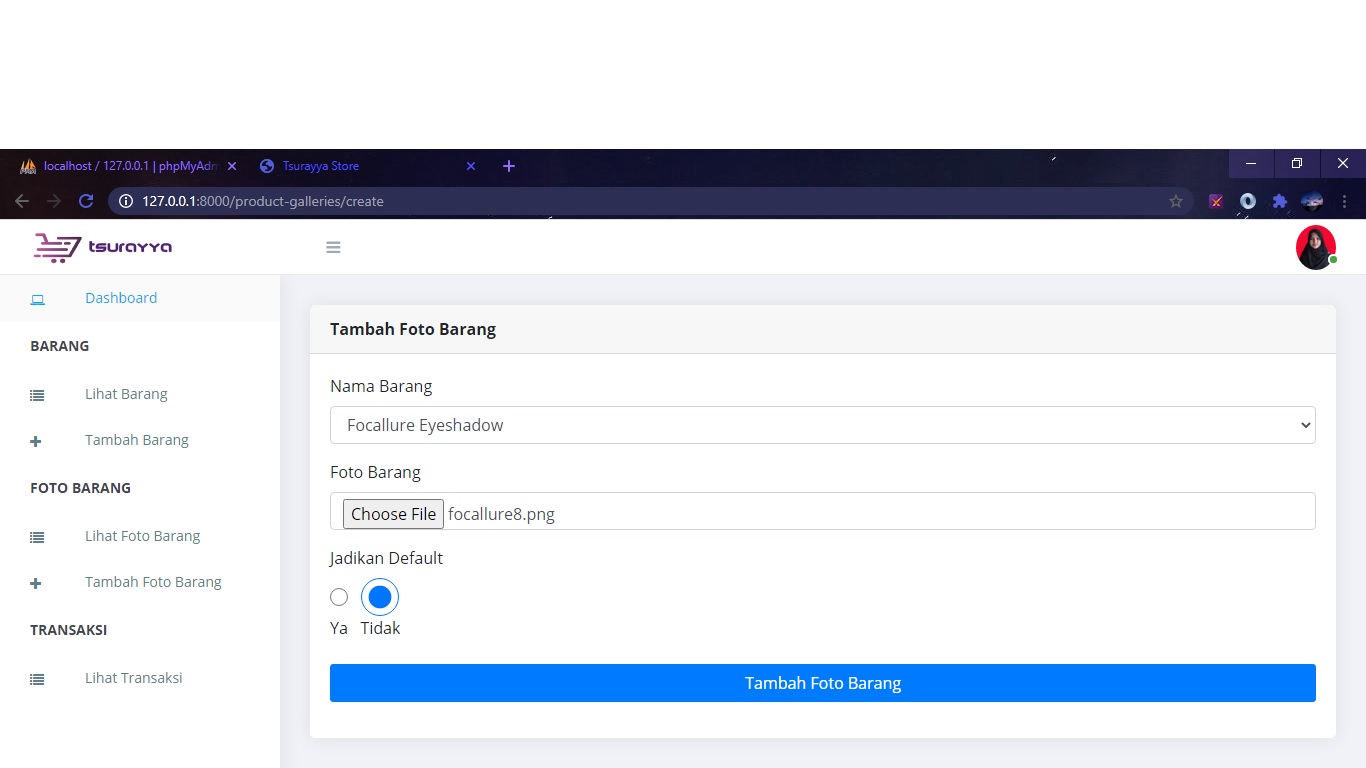 localhost / 127.0.0.1 | phpMyAdm
Tsurayya Store
127.0.0.1:8000/product-galleries/create
tsurayya
Dashboard
BARANG
Lihat Barang
Tambah Barang
FOTO BARANG
Lihat Foto Barang
Tambah Foto Barang
TRANSAKSI
Lihat Transaksi
Tambah Foto Barang
Nama Barang
Focallure Eyeshadow
Foto Barang
Choose File focallure8.png
Jadikan Default
Ya Tidak
Tambah Foto Barang